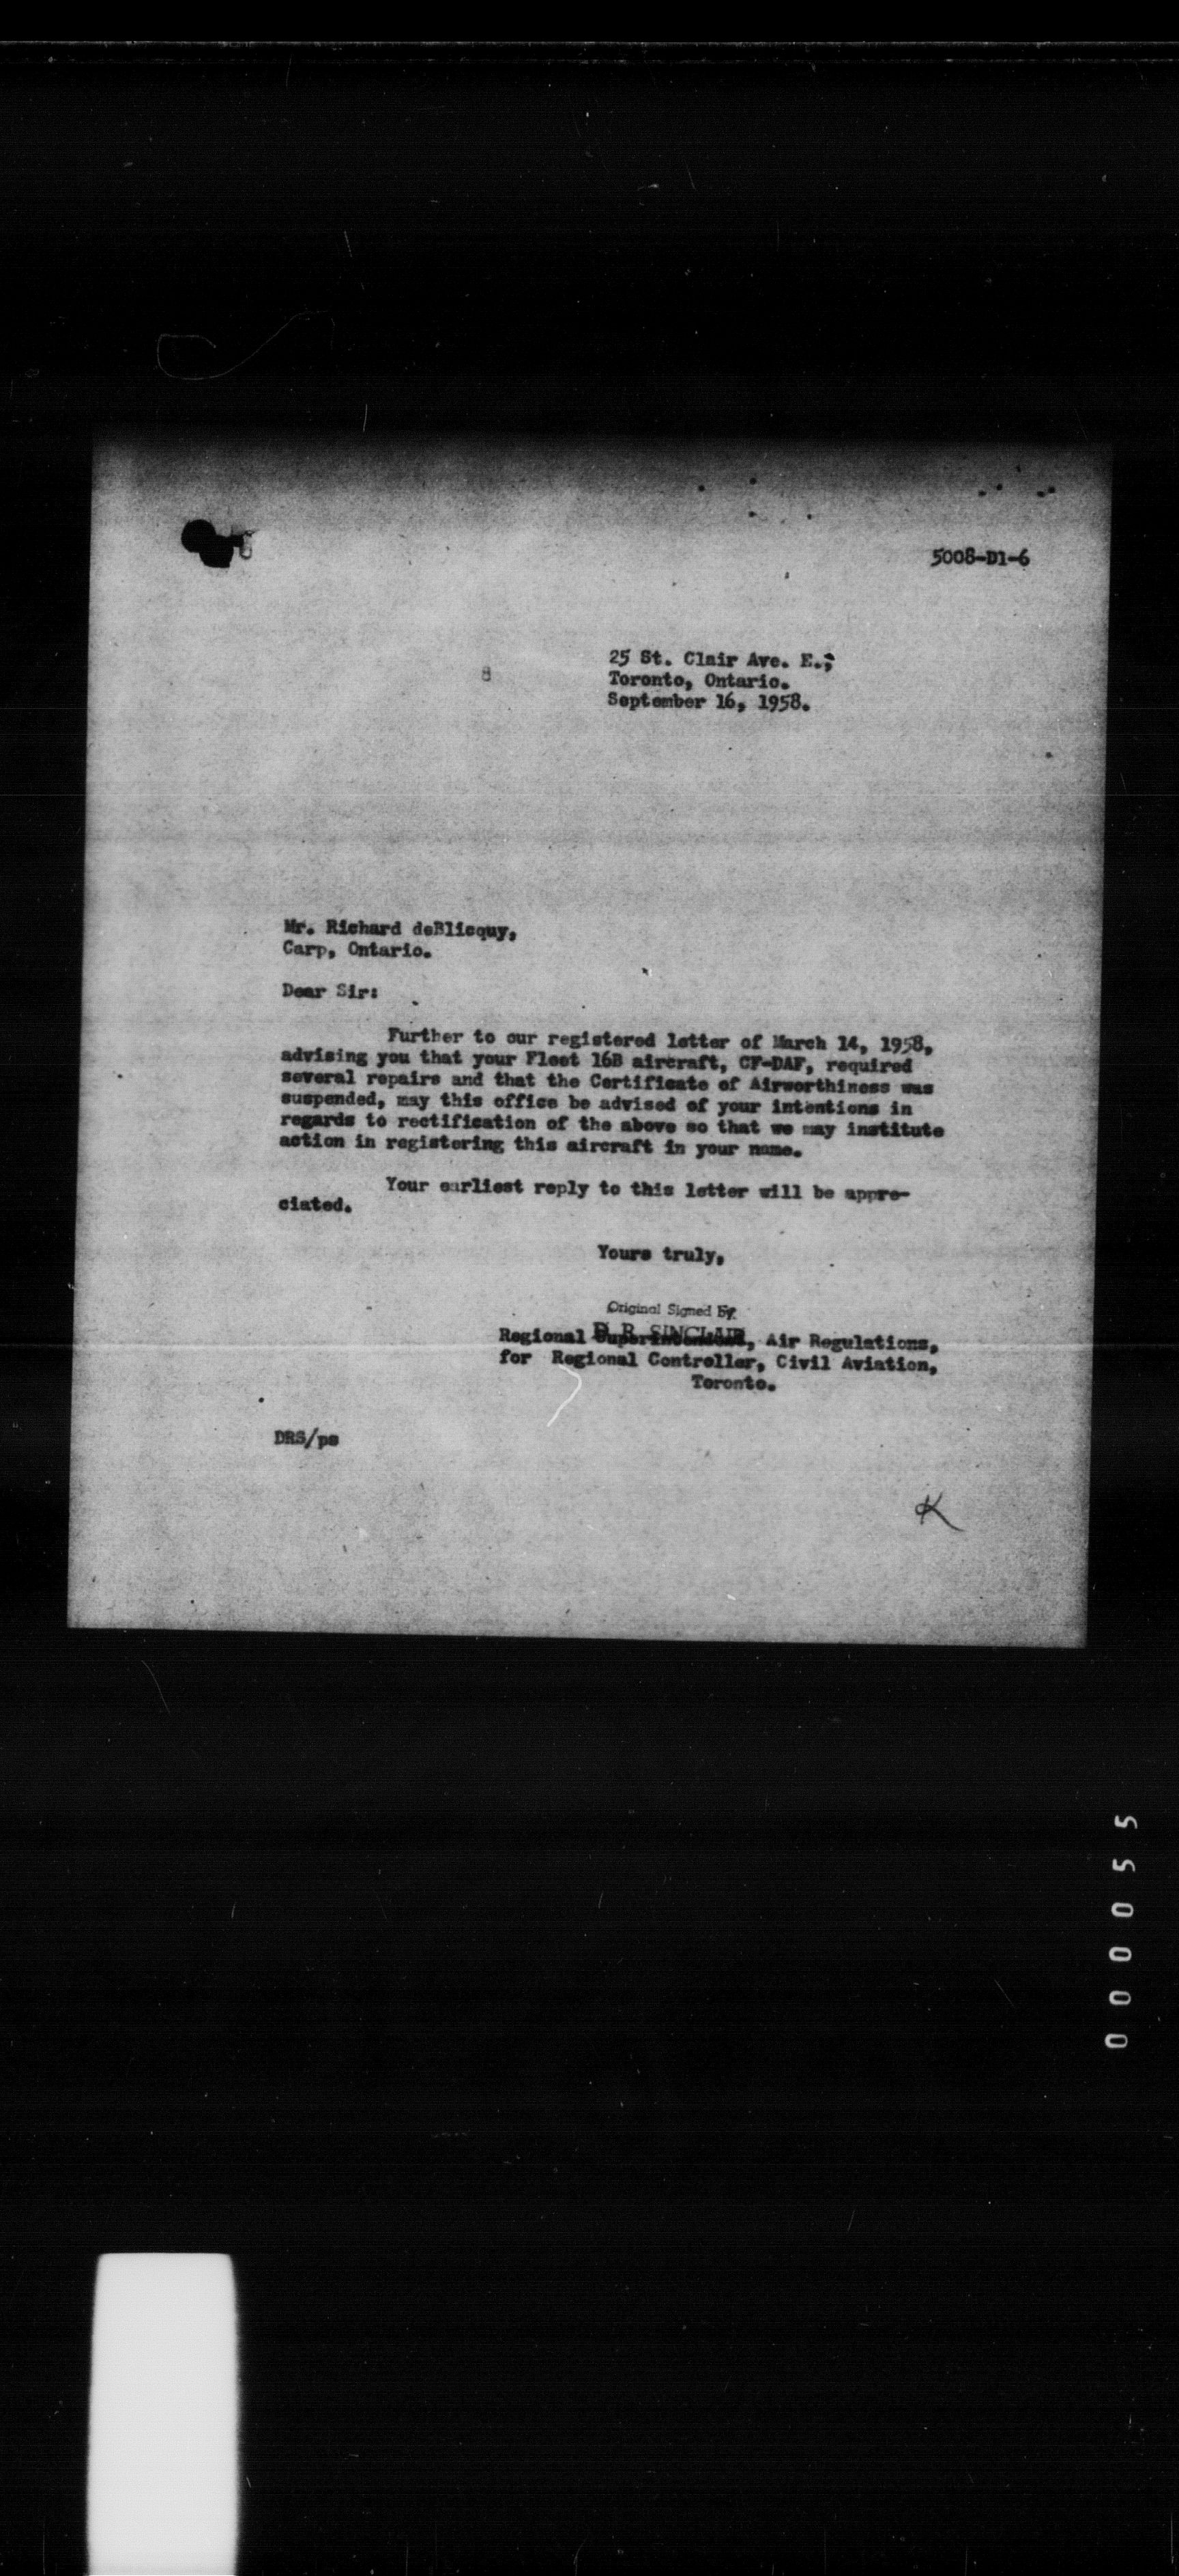 5008-D1-6
25 St. Clair Ave. E.,
Toronto, Ontario.
September 16, 1958.
Mr. Richard deBlicquy,
Carp, Ontario.
Dear Sir:
Further to our registered letter of March 14, 1958,
advising you that your Fleet 16B aircraft, CF-DAF, required
several repairs and that the Certificate of Airworthiness was
suspended, may this office be advised of your intentions in
regards to rectification of the above so that we may institute
action in registering this aircraft in your name.
Your earliest reply to this letter will be appre-
ciated.
Yours truly,
Original Signed By
D. R. SINCLAIR
Regional Superintendent, Air Regulations,
for Regional Controller, Civil Aviation,
Toronto.
DRS/ps
K
000055